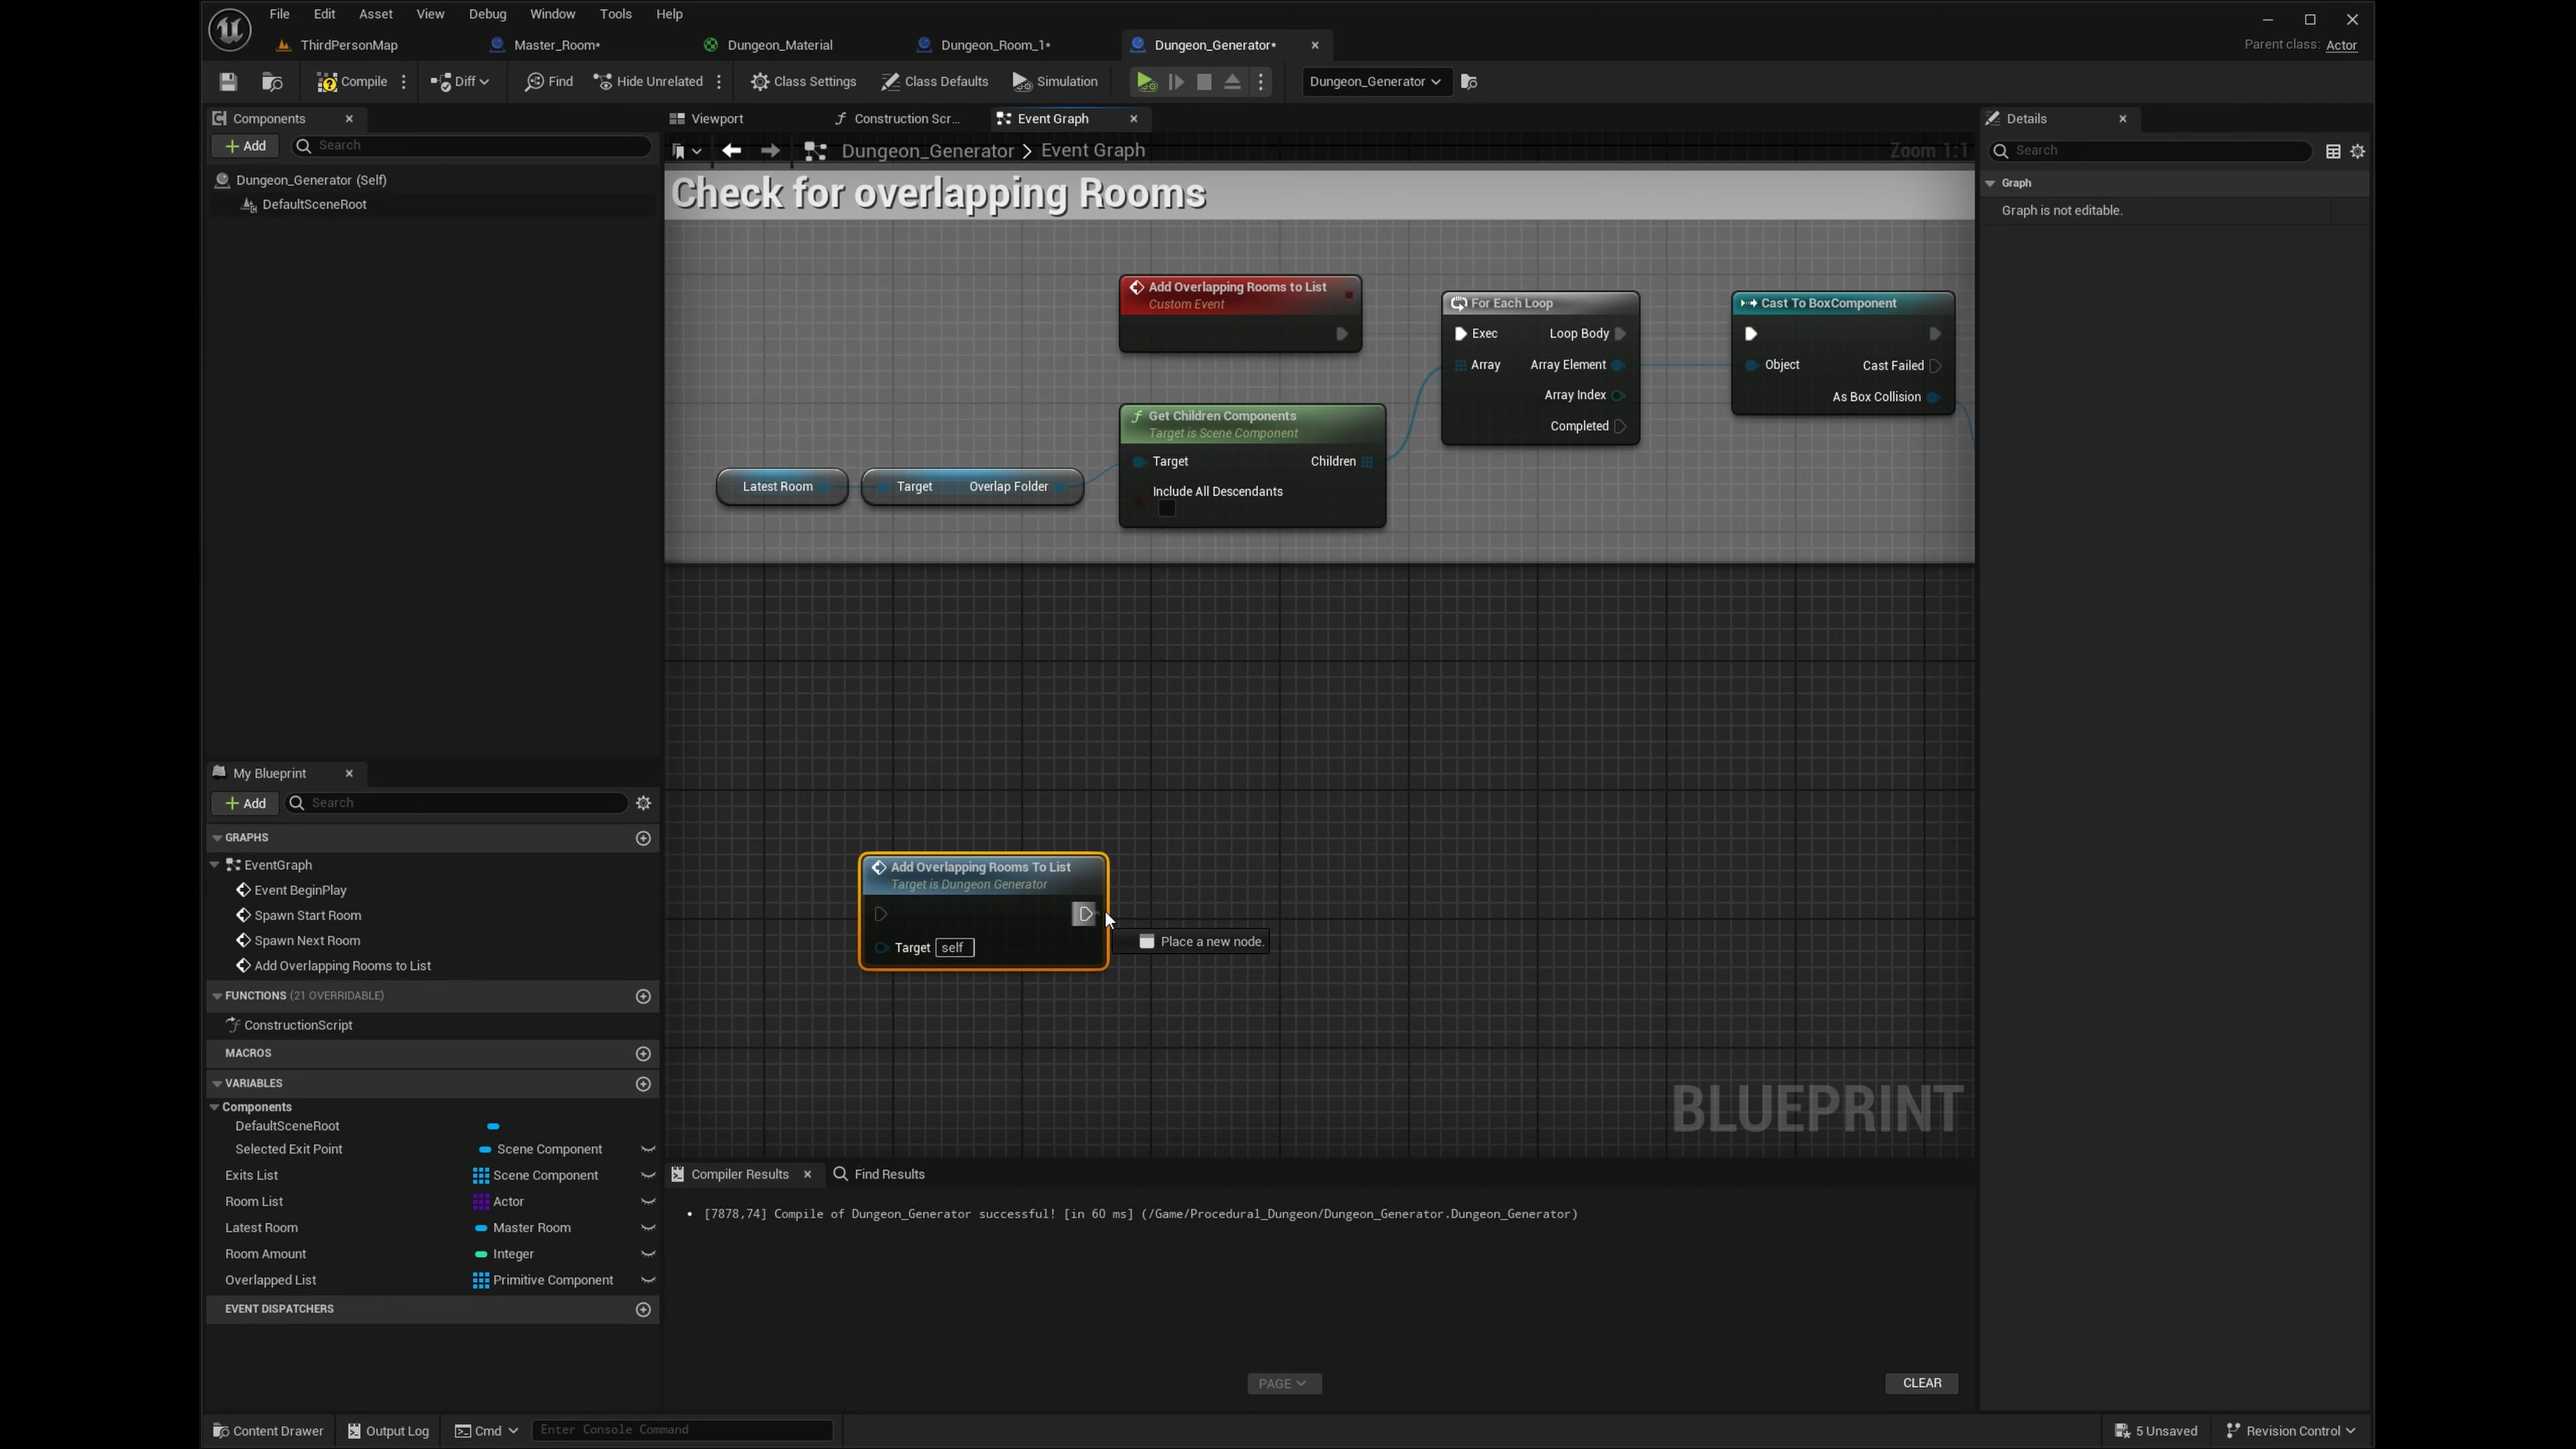 File Edit Asset View Debug Window Tools Help
ThirdPersonMap Master_Room* Dungeon_Material Dungeon_Room_1* Dungeon_Generator* Parent class: Actor
Compile Diff Find Hide Unrelated Class Settings Class Defaults Simulation Dungeon_Generator
Components
Add Search
Dungeon_Generator (Self)
DefaultSceneRoot
Viewport Construction Scr... Event Graph
Dungeon_Generator > Event Graph Zoom 1:1
Check for overlapping Rooms
Add Overlapping Rooms to List
Custom Event
For Each Loop
Exec Loop Body
Array Array Element
Array Index
Completed
Cast To BoxComponent
Object Cast Failed
As Box Collision
Get Children Components
Target is Scene Component
Target Children
Include All Descendants
Latest Room
Target Overlap Folder
Add Overlapping Rooms To List
Target is Dungeon Generator
Target self
Place a new node.
BLUEPRINT
Details
Search
Graph
Graph is not editable.
My Blueprint
Add Search
GRAPHS
EventGraph
Event BeginPlay
Spawn Start Room
Spawn Next Room
Add Overlapping Rooms to List
FUNCTIONS (21 OVERRIDABLE)
ConstructionScript
MACROS
VARIABLES
Components
DefaultSceneRoot
Selected Exit Point Scene Component
Exits List Scene Component
Room List Actor
Latest Room Master Room
Room Amount Integer
Overlapped List Primitive Component
EVENT DISPATCHERS
Compiler Results Find Results
[7878,74] Compile of Dungeon_Generator successful! [in 60 ms] (/Game/Procedural_Dungeon/Dungeon_Generator.Dungeon_Generator)
PAGE CLEAR
Content Drawer Output Log Cmd Enter Console Command 5 Unsaved Revision Control